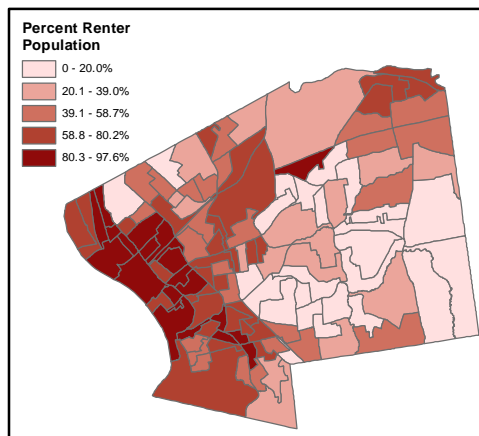 Percent Renter
Population
0 - 20.0%
20.1 - 39.0%
39.1 - 58.7%
58.8 - 80.2%
80.3 - 97.6%